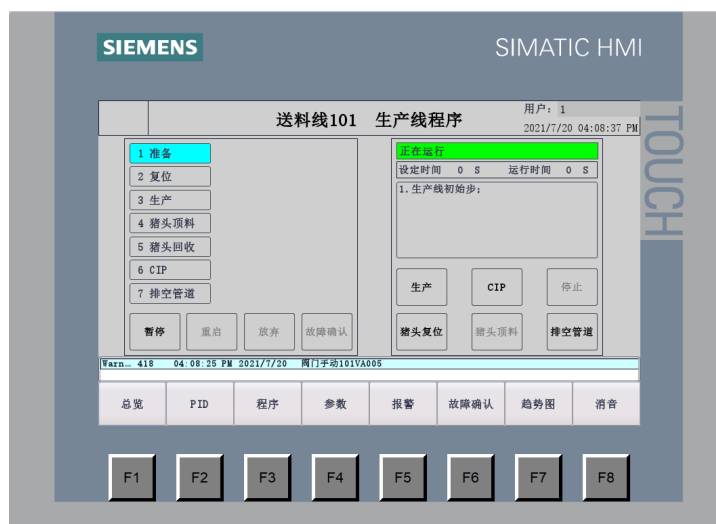 SIEMENS
SIMATIC HMI
TOUCH
送料线101 生产线程序
用户: 1
2021/7/20 04:08:37 PM
1 准备
2 复位
3 生产
4 猪头顶料
5 猪头回收
6 CIP
7 排空管道
暂停
重启
放弃
故障确认
正在运行
设定时间 0 S 运行时间 0 S
1.生产线初始步;
生产
CIP
停止
猪头复位
猪头顶料
排空管道
Warn… 418 04:08:25 PM 2021/7/20 阀门手动101VA005
总览
PID
程序
参数
报警
故障确认
趋势图
消音
F1
F2
F3
F4
F5
F6
F7
F8